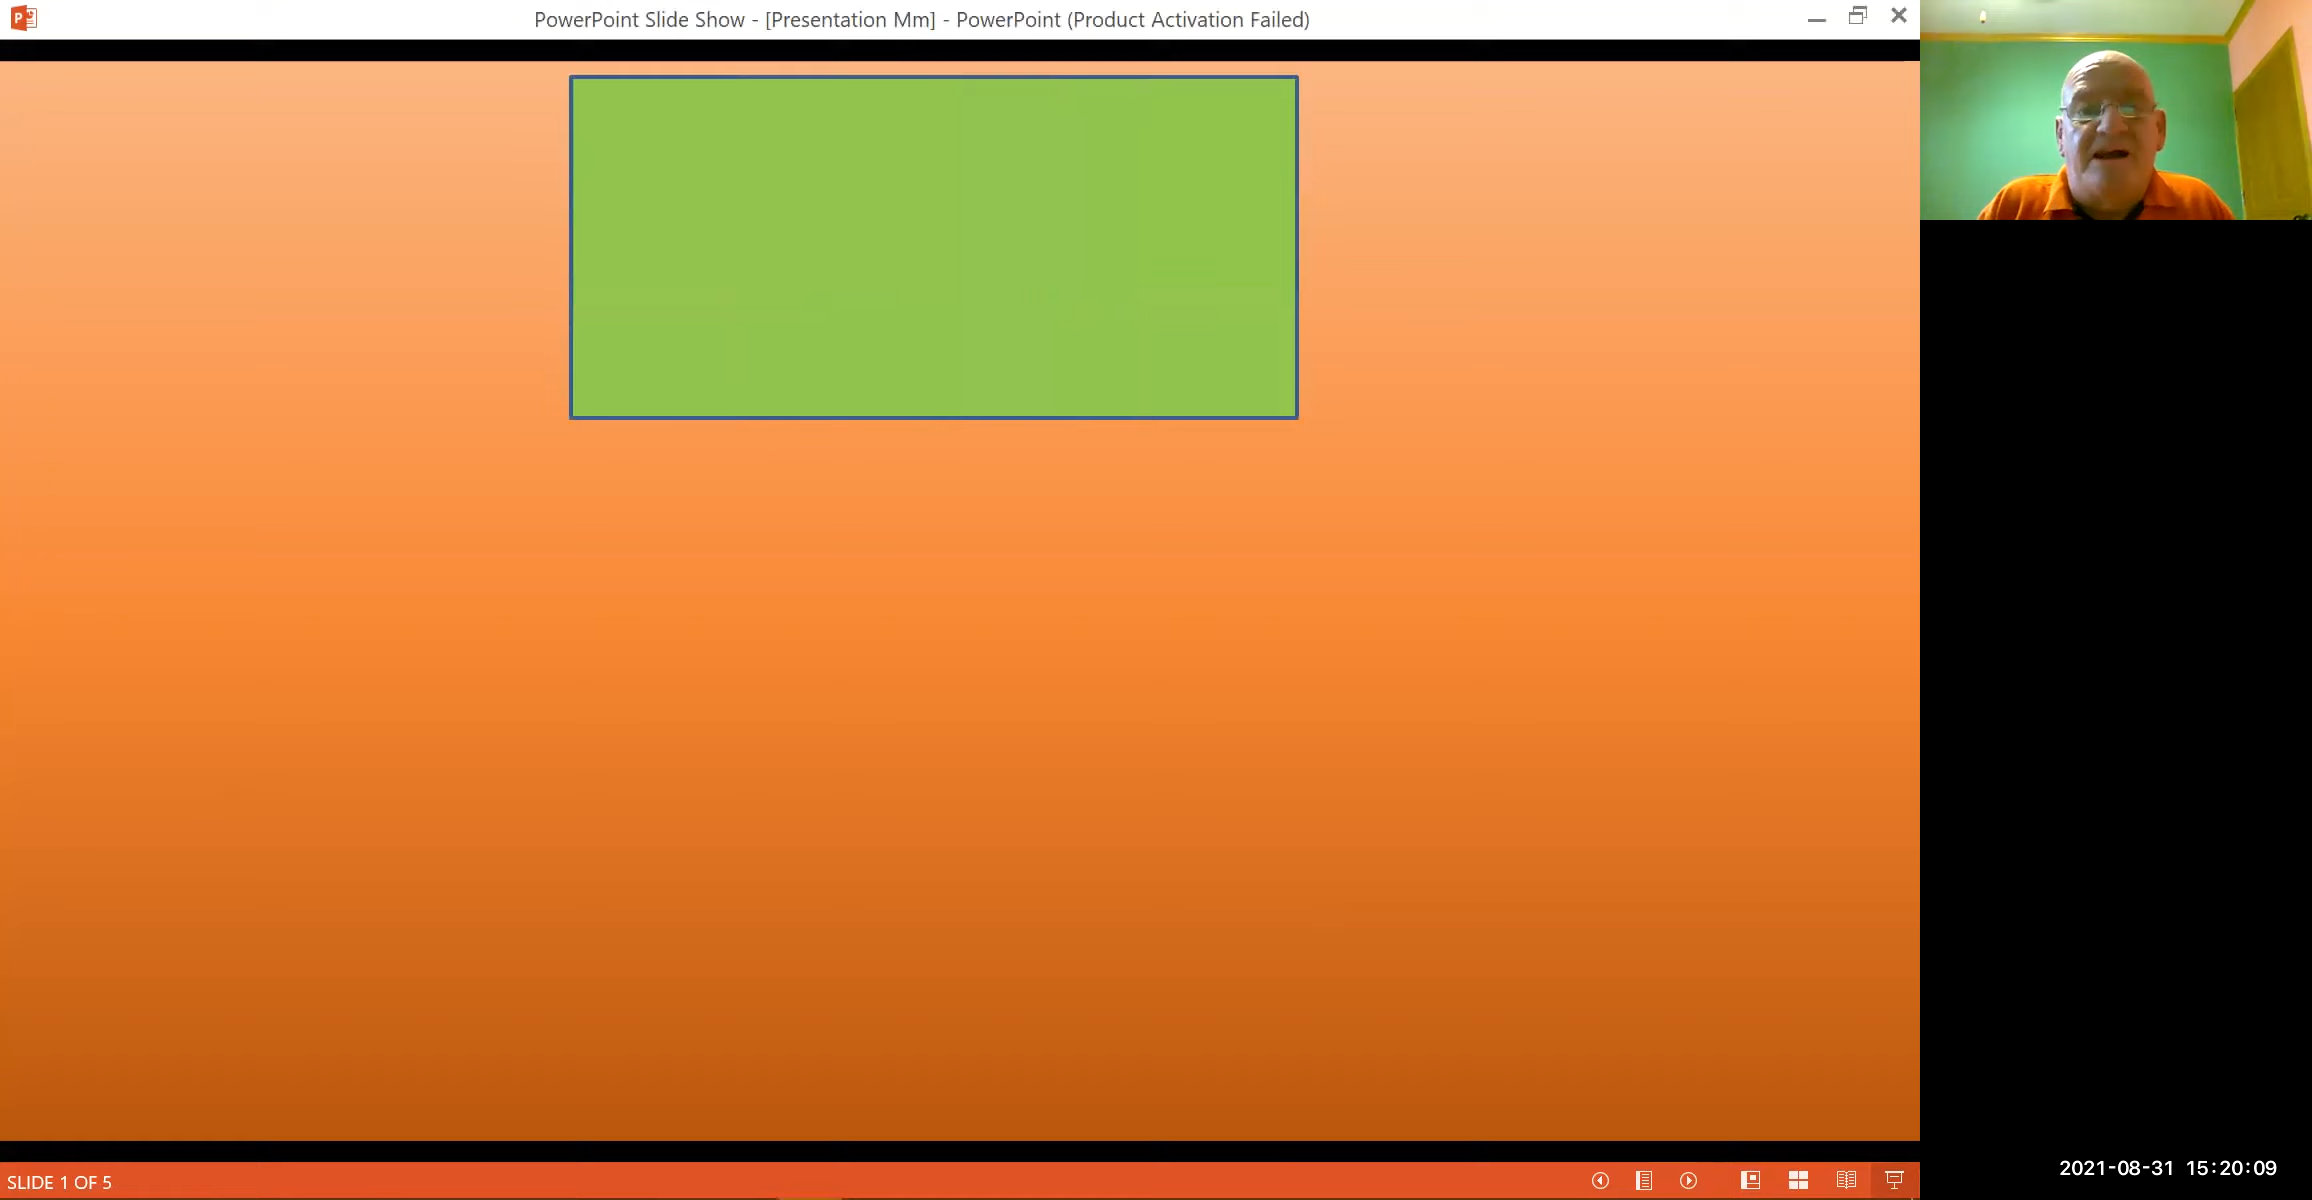 PowerPoint Slide Show - [Presentation Mm] - PowerPoint (Product Activation Failed)
SLIDE 1 OF 5
2021-08-31 15:20:09